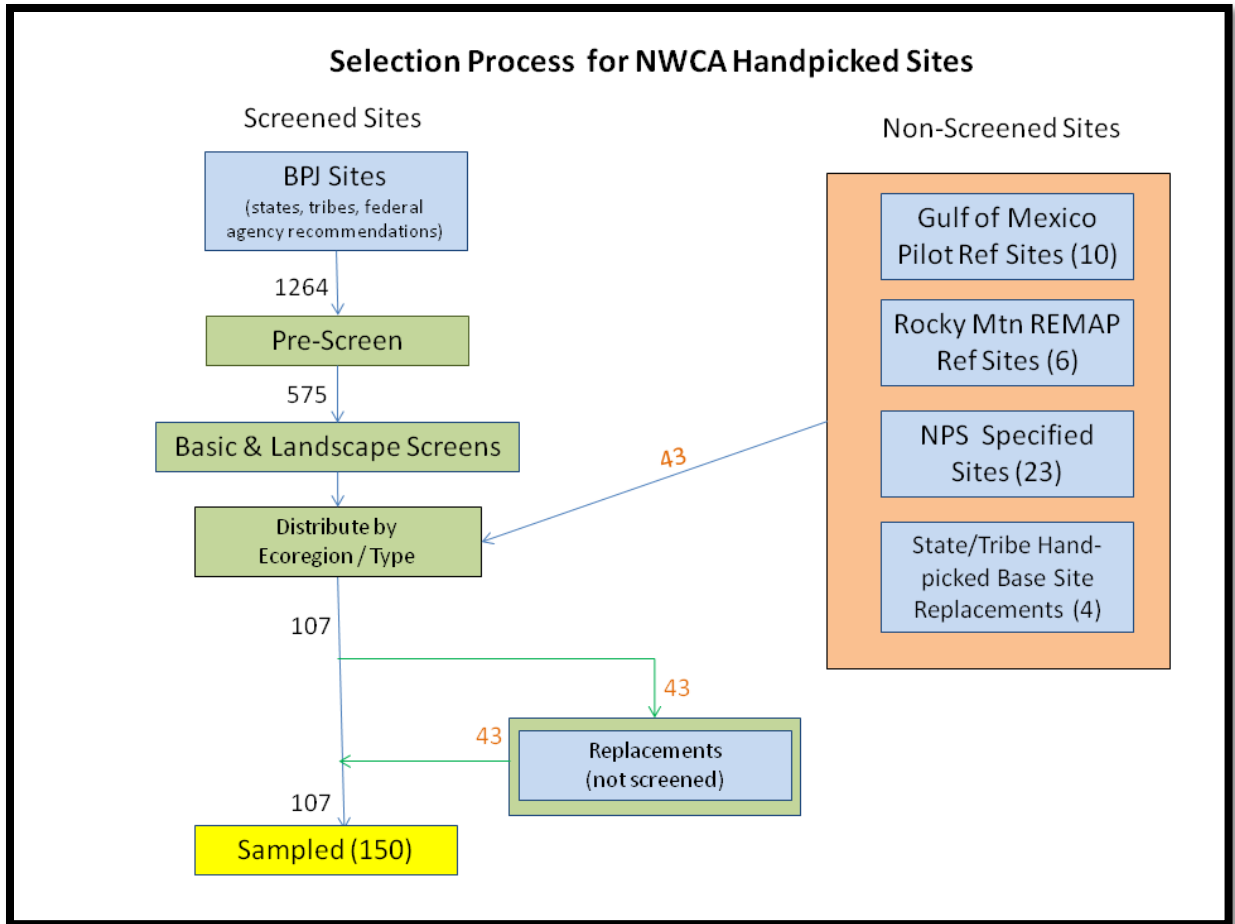 Selection Process for NWCA Handpicked Sites
Screened Sites
BPJ Sites
(states, tribes, federal
agency recommendations)
1264
Pre-Screen
575
Basic & Landscape Screens
Distribute by
Ecoregion / Type
107
43
43
Replacements
(not screened)
107
Sampled (150)
43
Non-Screened Sites
Gulf of Mexico
Pilot Ref Sites (10)
Rocky Mtn REMAP
Ref Sites (6)
NPS Specified
Sites (23)
State/Tribe Hand-
picked Base Site
Replacements (4)